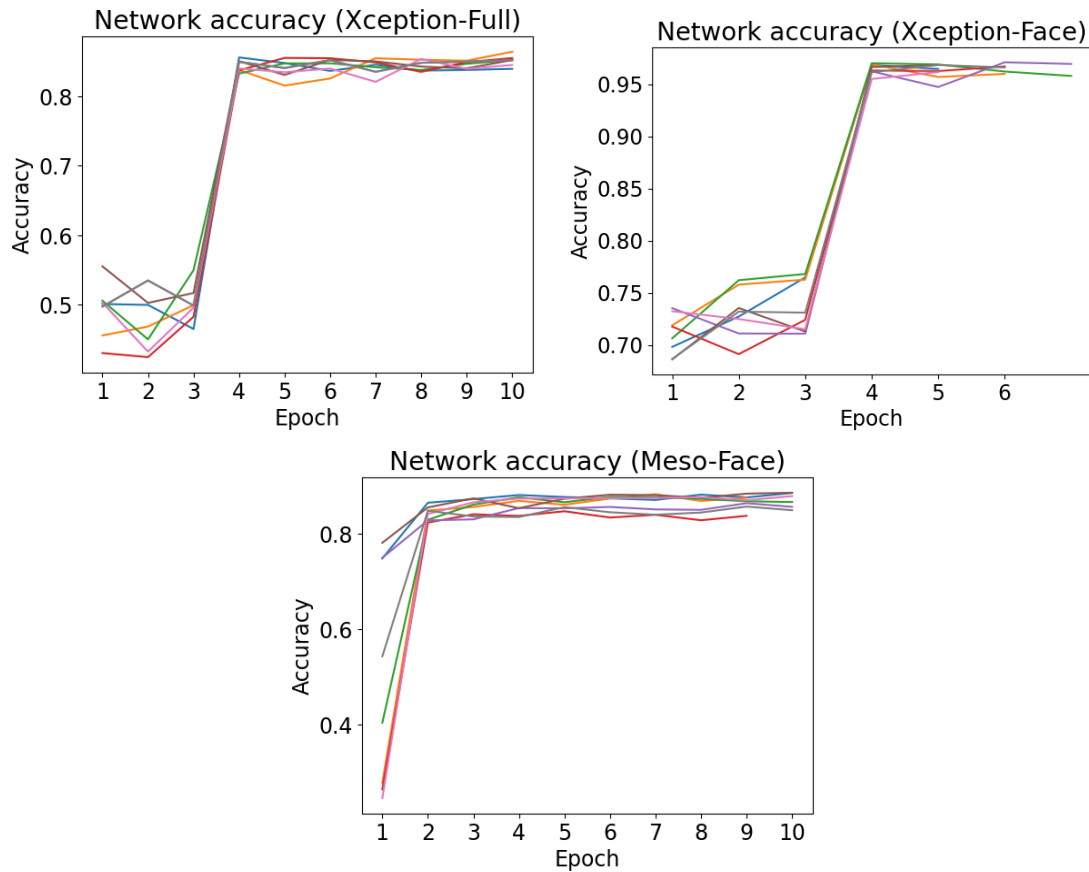 Network accuracy (Xception-Full)
Accuracy
0.8
0.7
0.6
0.5
1 2 3 4 5 6 7 8 9 10
Epoch
Network accuracy (Xception-Face)
Accuracy
0.95
0.90
0.85
0.80
0.75
0.70
1 2 3 4 5 6
Epoch
Network accuracy (Meso-Face)
Accuracy
0.8
0.6
0.4
1 2 3 4 5 6 7 8 9 10
Epoch